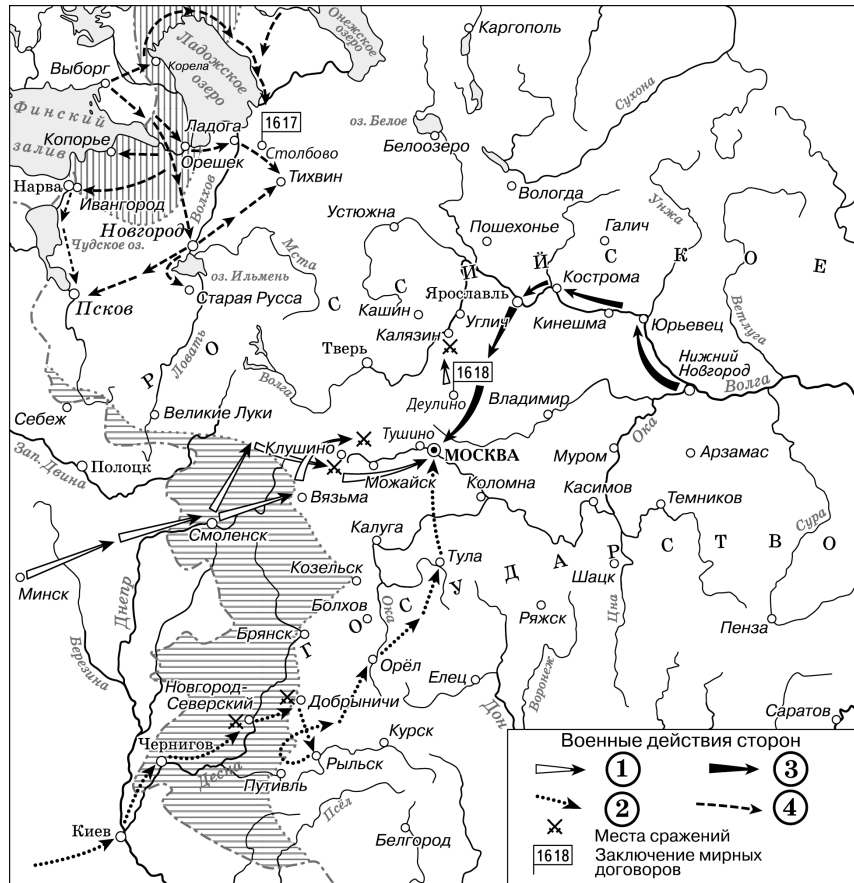 Онежское
озеро
Каргополь
Ладожское
озеро
Корела
Выборг
Сухона
Финский
залив
1617
Ладога
оз. Белое
Белоозеро
Копорье
Орешек
Столбово
Нарва
Ивангород
Тихвин
Вологда
Волхов
Новгород
Устюжна
Пошехонье
Унжа
Галич
Чудское оз.
Мста
оз. Ильмень
РОССИЙСКОЕ
Псков
Старая Русса
Кострома
Ярославль
Кашин
Углич
Кинешма
Юрьевец
Ветлуга
Калязин
Ловать
Тверь
Волга
1618
Нижний
Новгород
Волга
Деулино
Владимир
Себеж
Великие Луки
Ока
Клушино
Тушино
МОСКВА
Зап. Двина
Полоцк
Можайск
Муром
Арзамас
Вязьма
Коломна
Касимов
Темников
Смоленск
Калуга
Сура
ГОСУДАРСТВО
Тула
Минск
Днепр
Козельск
Шацк
Цна
Болхов
Ока
Березина
Брянск
Ряжск
Пенза
Орёл
Воронеж
Елец
Новгород-
Северский
Добрыничи
Дон
Саратов
Чернигов
Курск
Десна
Рыльск
Путивль
Псёл
Киев
Белгород
Военные действия сторон
1
3
2
4
Места сражений
1618
Заключение мирных
договоров